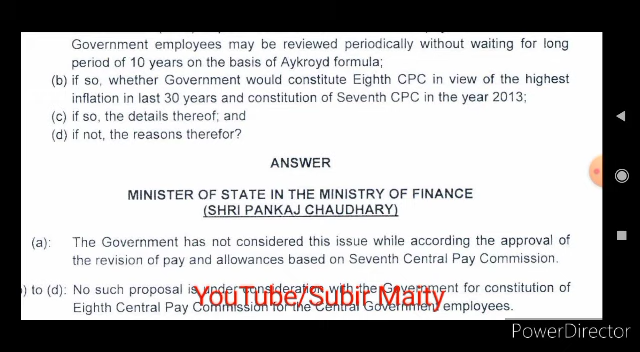 Government employees may be reviewed periodically without waiting for long
period of 10 years on the basis of Aykroyd formula;
(b) if so, whether Government would constitute Eighth CPC in view of the highest
inflation in last 30 years and constitution of Seventh CPC in the year 2013;
(c) if so, the details thereof; and
(d) if not, the reasons therefor?
ANSWER
MINISTER OF STATE IN THE MINISTRY OF FINANCE
(SHRI PANKAJ CHAUDHARY)
(a): The Government has not considered this issue while according the approval of
the revision of pay and allowances based on Seventh Central Pay Commission.
) to (d): No such proposal is under consideration with the Government for constitution of
Eighth Central Pay Commission for the Central Government employees.
YouTube/Subir Maity
PowerDirector